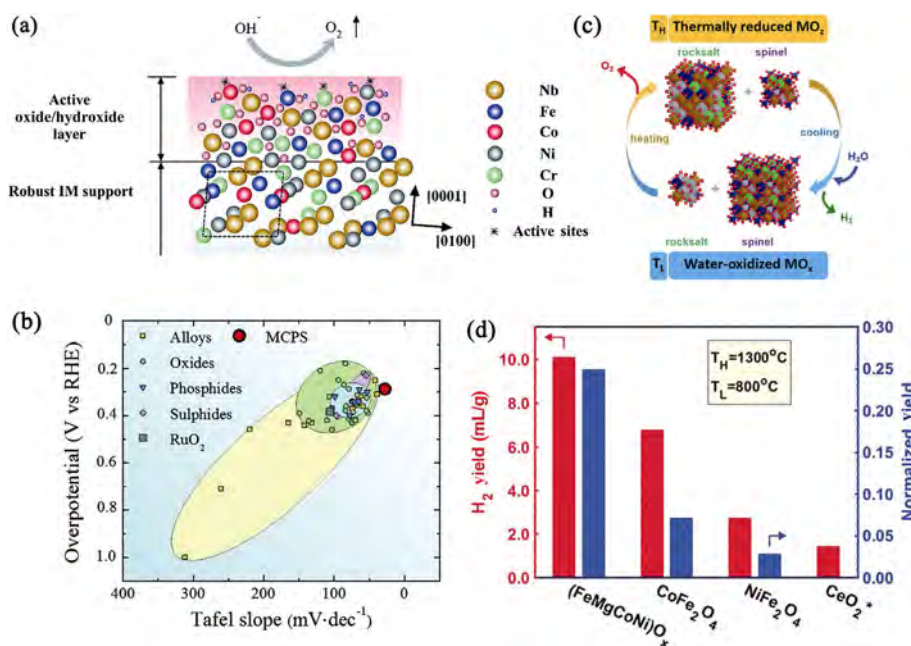 (a)
OH⁻
O₂
Active
oxide/hydroxide
layer
Robust IM support
Nb
Fe
Co
Ni
Cr
O
H
Active sites
[0001]
[0100]
(c)
T_H Thermally reduced MO_z
rocksalt
spinel
O₂
+
heating
cooling
H₂O
+
H₂
rocksalt
spinel
T_L Water-oxidized MOₓ
(b)
0
0.2
0.4
0.6
0.8
1.0
Overpotential (V vs RHE)
Alloys
MCPS
Oxides
Phosphides
Sulphides
RuO₂
400
300
200
100
0
Tafel slope (mV·dec⁻¹)
(d)
10.0
8.0
6.0
4.0
2.0
0.0
H₂ yield (mL/g)
T_H=1300°C
T_L=800°C
0.30
0.25
0.20
0.15
0.10
0.05
0.00
Normalized yield
(FeMgCoNi)Oₓ
CoFe₂O₄
NiFe₂O₄
CeO₂*